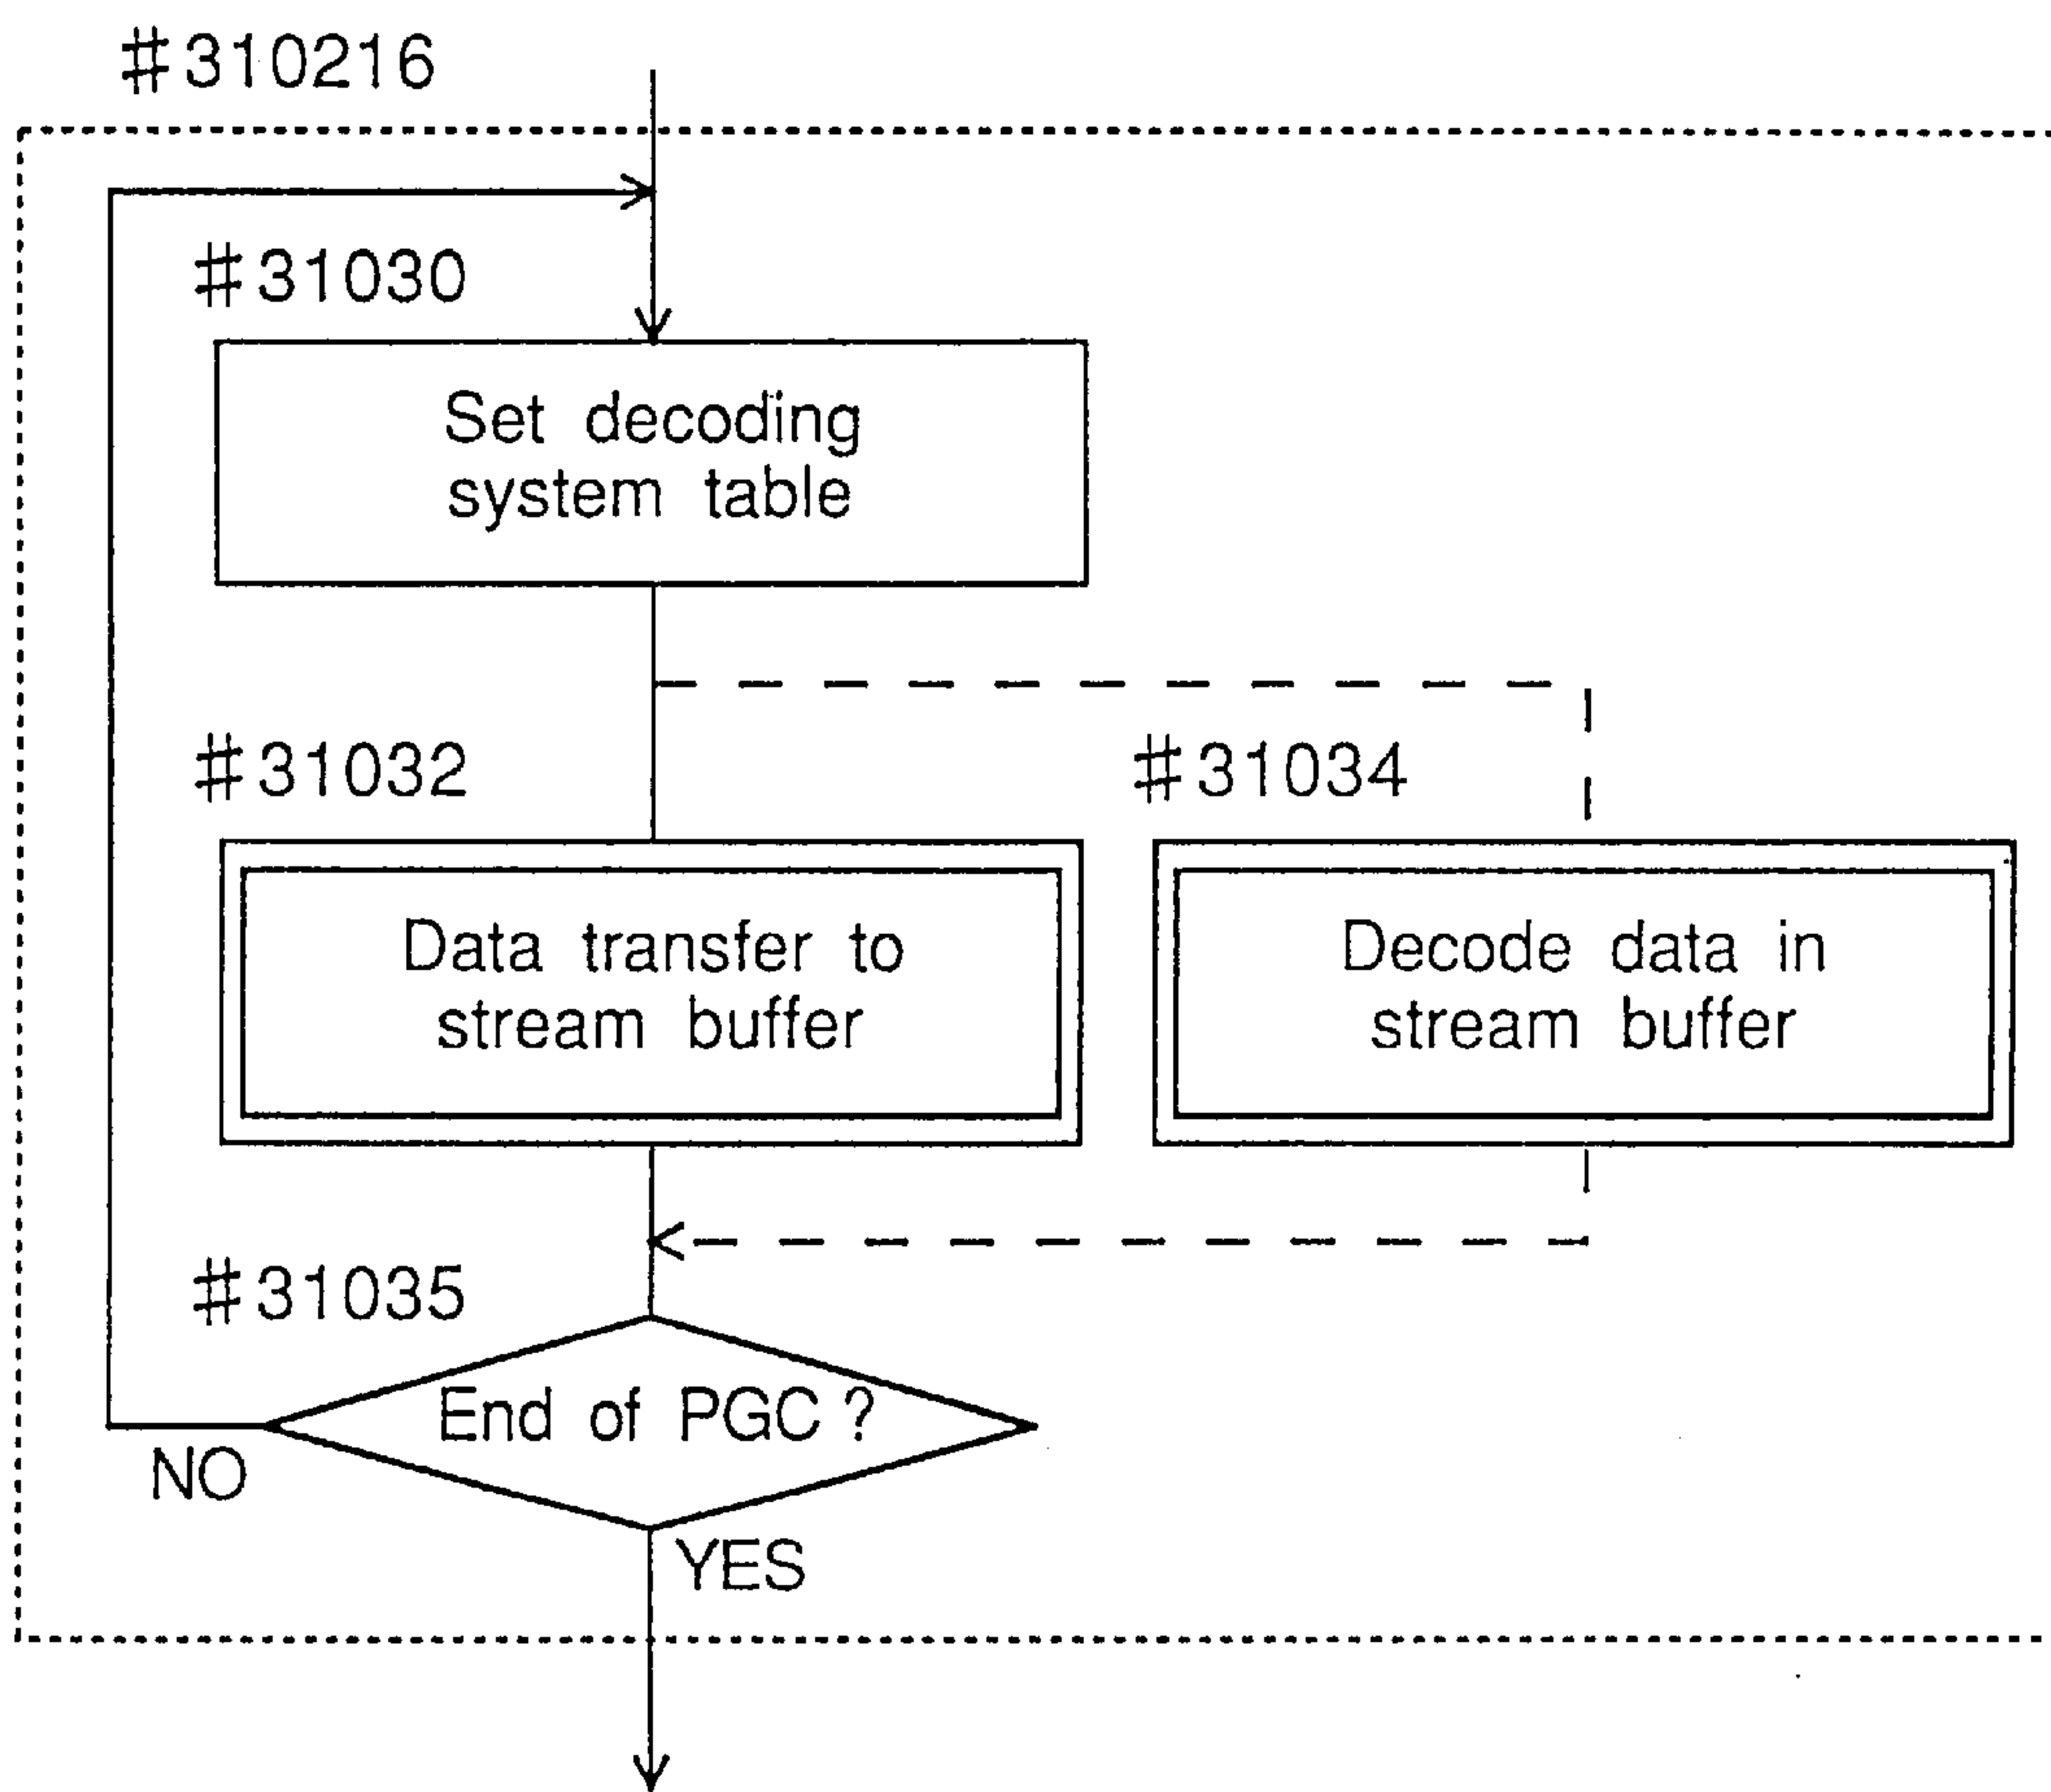 #310216
#31030
Set decoding
system table
#31032
#31034
Data transfer to
stream buffer
Decode data in
stream buffer
#31035
End of PGC ?
NO
YES